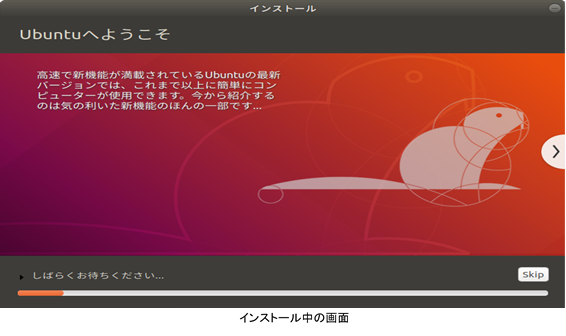 インストール
Ubuntuへようこそ
高速で新機能が満載されているUbuntuの最新
バージョンでは、これまで以上に簡単にコン
ピューターが使用できます。今から紹介する
のは気の利いた新機能のほんの一部です...
しばらくお待ちください...
Skip
インストール中の画面